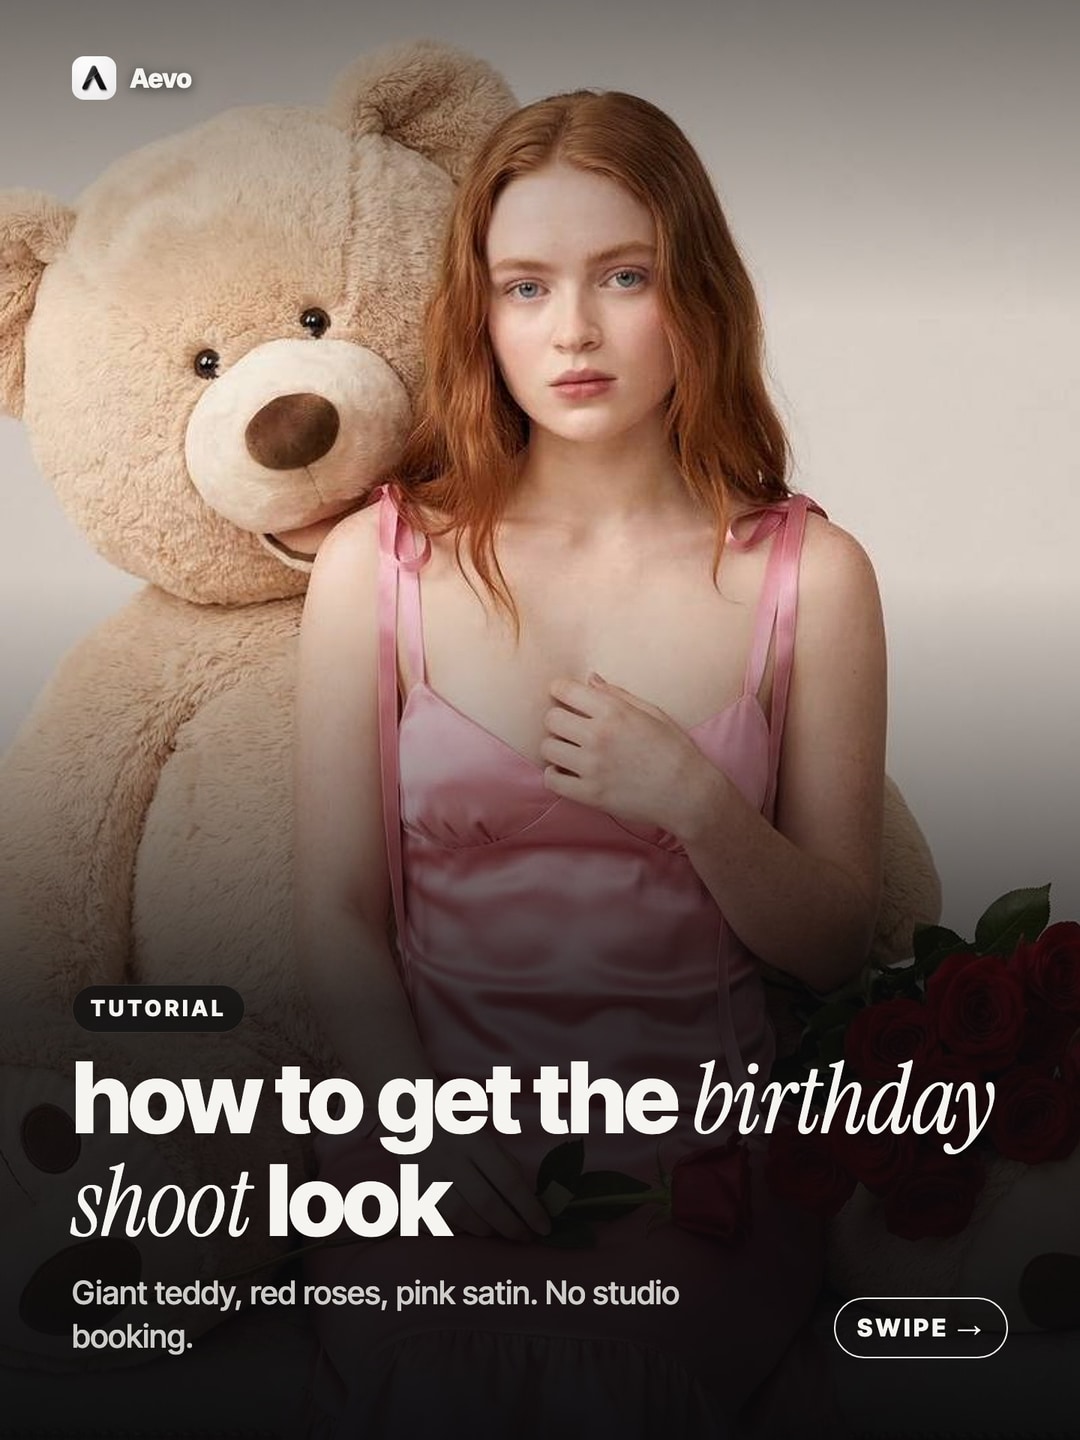 Aevo
TUTORIAL
how to get the birthday
shoot look
Giant teddy, red roses, pink satin. No studio
booking.
SWIPE →